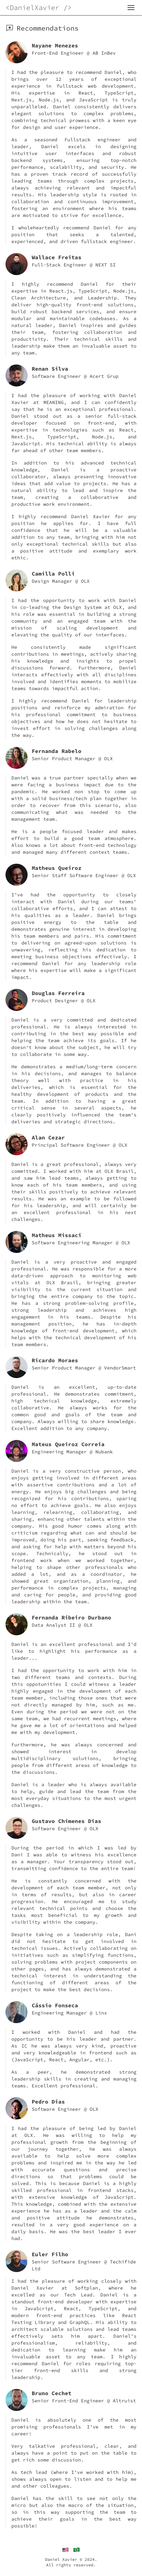 <DanielXavier />
Recommendations
Nayane Menezes
Front-End Engineer @ AB InBev
I had the pleasure to recommend Daniel, who
brings over 12 years of exceptional
experience in fullstack web development.
His expertise in React, TypeScript,
Next.js, Node.js, and JavaScript is truly
unparalleled. Daniel consistently delivers
elegant solutions to complex problems,
combining technical prowess with a keen eye
for design and user experience.
As a seasoned fullstack engineer and
leader, Daniel excels in designing
intuitive user interfaces and robust
backend systems, ensuring top-notch
performance, scalability, and security. He
has a proven track record of successfully
leading teams through complex projects,
always achieving relevant and impactful
results. His leadership style is rooted in
collaboration and continuous improvement,
fostering an environment where his teams
are motivated to strive for excellence.
I wholeheartedly recommend Daniel for any
position that seeks a talented,
experienced, and driven fullstack engineer.
Wallace Freitas
Full-Stack Engineer @ NEXT SI
I highly recommend Daniel for their
expertise in React.js, TypeScript, Node.js,
Clean Architecture, and Leadership. They
deliver high-quality front-end solutions,
build robust backend services, and ensure
modular and maintainable codebases. As a
natural leader, Daniel inspires and guides
their team, fostering collaboration and
productivity. Their technical skills and
leadership make them an invaluable asset to
any team.
Renan Silva
Software Engineer @ Acert Grup
I had the pleasure of working with Daniel
say that he is an exceptional professional.
Daniel stood out as a senior full-stack
developer focused on front-end, with
expertise in technologies such as React,
Next.js, TypeScript, Node.js, and
JavaScript. His technical ability is always
far ahead of other team members.
In addition to his advanced technical
knowledge, Daniel is a proactive
collaborator, always presenting innovative
ideas that add value to projects. He has a
natural ability to lead and inspire the
team, creating a collaborative and
productive work environment.
I highly recommend Daniel Xavier for any
position he applies for. I have full
confidence that he will be a valuable
addition to any team, bringing with him not
only exceptional technical skills but also
a positive attitude and exemplary work
ethic.
Camilla Polli
Design Manager @ OLX
I had the opportunity to work with Daniel
in co-leading the Design System at OLX, and
his role was essential in building a strong
community and an engaged team with the
mission of scaling development and
elevating the quality of our interfaces.
He consistently made significant
contributions in meetings, actively sharing
his knowledge and insights to propel
discussions forward. Furthermore, Daniel
interacts effectively with all disciplines
involved and identifies moments to mobilize
teams towards impactful action.
I highly recommend Daniel for leadership
positions and reinforce my admiration for
his professional commitment to business
objectives and how he does not hesitate to
invest effort in solving challenges along
the way.
Fernanda Rabelo
Senior Product Manager @ OLX
Daniel was a true partner specially when we
were facing a business impact due to the
pandemic. He worked non stop to come up
with a solid business/tech plan together in
order to recover from this scenario, also
communicating what was needed to the
management team.
He is a people focused leader and makes
effort to build a good team atmosphere.
Also knows a lot about front-end technology
and managed many different context teams.
Matheus Queiroz
Senior Staff Software Engineer @ OLX
I've had the opportunity to closely
interact with Daniel during our teams'
collaborative efforts, and I can attest to
his qualities as a leader. Daniel brings
positive energy to the table and
demonstrates genuine interest in developing
his team members and pairs. His commitment
to delivering on agreed-upon solutions is
unwavering, reflecting his dedication to
meeting business objectives effectively. I
recommend Daniel for any leadership role
where his expertise will make a significant
impact.
Douglas Ferreira
Product Designer @ OLX
Daniel is a very committed and dedicated
professional. He is always interested in
contributing in the best way possible and
helping the team achieve its goals. If he
doesn't know about the subject, he will try
to collaborate in some way.
He demonstrates a medium/long-term concern
in his decisions, and manages to balance
theory well with practice in his
deliveries, which is essential for the
healthy development of products and the
team. In addition to having a great
critical sense in several aspects, he
clearly positively influenced the team's
deliveries and strategic directions.
Alan Cezar
Principal Software Engineer @ OLX
Daniel is a great professional, always very
committed. I worked with him at OLX Brasil,
and saw him lead teams, always getting to
know each of his team members, and using
their skills positively to achieve relevant
results. He was an example to be followed
for his leadership, and will certainly be
an excellent professional in his next
challenges.
Matheus Missaci
Software Engineering Manager @ OLX
Daniel is a very proactive and engaged
professional. He was responsible for a more
data-driven approach to monitoring web
vitals at OLX Brasil, bringing greater
visibility to the current situation and
bringing the entire company to the topic.
He has a strong problem-solving profile,
strong leadership and achieves high
engagement in his teams. Despite his
management position, he has in-depth
knowledge of front-end development, which
helps with the technical development of his
team members.
Ricardo Moraes
Senior Product Manager @ VendorSmart
Daniel is an excellent, up-to-date
professional. He demonstrates commitment,
high technical knowledge, extremely
collaborative. He always works for the
common good and goals of the team and
company. Always willing to share knowledge.
Excellent addition to any company.
Mateus Queiroz Correia
Engineering Manager @ Nubank
Daniel is a very constructive person, who
enjoys getting involved in different areas
with assertive contributions and a lot of
energy. He enjoys big challenges and being
recognized for his contributions, sparing
no effort to achieve goals. He also enjoys
learning, relearning, collaborating, and
sharing, enhancing other talents within the
company. His good intentions, along with
criticism regarding what can and should be
improved, doing his part, seeking his pair,
and asking for help with matters beyond his
scope. Technically, he stood out in
frontend work when we worked together,
helping to shape other professionals who
added a lot, and as a coordinator, he
showed great organization, planning, and
performance in complex projects, managing
and caring for people, and providing good
leadership within the team.
Fernanda Ribeiro Durbano
Data Analyst II @ OLX
Daniel is an excellent professional and I'd
like to highlight his performance as a
leader...
I had the opportunity to work with him in
two different teams and contexts. During
this opportunities I could witness a leader
highly engaged in the development of each
team member, including those ones that were
not directly managed by him, such as me.
Even during the period we were not on the
same team, we had recurrent meetings, where
he gave me a lot of orientations and helped
me with my development.
Furthermore, he was always concerned and
showed interest in develop
multidisciplinary solutions, bringing
people from different areas of knowledge to
the discussions.
Daniel is a leader who is always available
to help, guide and lead the team from the
most everyday situations to the most urgent
challenges.
Gustavo Chimenes Dias
Software Engineer @ OLX
During the period in which I was led by
Dani I was able to witness his excellence
as a manager. Your transparency stood out,
transmitting confidence to the entire team!
He is constantly concerned with the
development of each team member, not only
in terms of results, but also in career
progression. He encouraged me to study
relevant technical points and choose the
tasks most beneficial to my growth and
visibility within the company.
Despite taking on a leadership role, Dani
did not hesitate to get involved in
technical issues. Actively collaborating on
initiatives such as simplifying functions,
solving problems with project components on
other pages, and has always demonstrated a
technical interest in understanding the
functioning of different areas of the
project to make the best decisions.
Cássio Fonseca
Engineering Manager @ Linx
I worked with Daniel and had the
opportunity to be his leader and partner.
As IC he was always very kind, proactive
and very knowledgeable in frontend such as
(JavaScript, React, Angular, etc.).
As a peer, he demonstrated strong
leadership skills in creating and managing
teams. Excellent professional.
Pedro Dias
Software Engineer @ OLX
I had the pleasure of being led by Daniel
at OLX. He was willing to help my
professional growth from the beginning of
our journey together, he was always
available to help solve more complex
problems and inspired me in the way he led
with accurate questions and precise
directions so that problems could be
solved. This is because Daniel is a highly
skilled professional in frontend stacks,
with extensive knowledge of JavaScript.
This knowledge, combined with the extensive
experience he has as a leader and the calm
and positive attitude he demonstrates,
resulted in a very good experience on a
daily basis. He was the best leader I ever
had.
Euler Filho
Senior Software Engineer @ Techifide
Ltd
I had the pleasure of working closely with
Daniel Xavier at Softplan, where he
excelled as our Tech Lead. Daniel is a
standout front-end developer with expertise
in JavaScript, React, TypeScript, and
modern front-end practices like React
Testing Library and GraphQL. His ability to
architect scalable solutions and lead teams
effectively sets him apart. Daniel's
professionalism, reliability, and
dedication to learning make him an
invaluable asset to any team. I highly
recommend Daniel for roles requiring top-
tier front-end skills and strong
leadership.
Bruno Cechet
Senior Front-End Engineer @ Altruist
Daniel is absolutely one of the most
promising professionals I've met in my
career!
Very talkative professional, clear, and
always have a point to put on the table to
get rich some discussion.
As tech lead (where I've worked with him),
shows always open to listen and to help me
and other colleagues.
Daniel has the skill to see not only the
micro but also the macro of the situation,
so in this way supporting the team to
achieve their goals in the best way
possible!
Daniel Xavier © 2024.
All rights reserved.